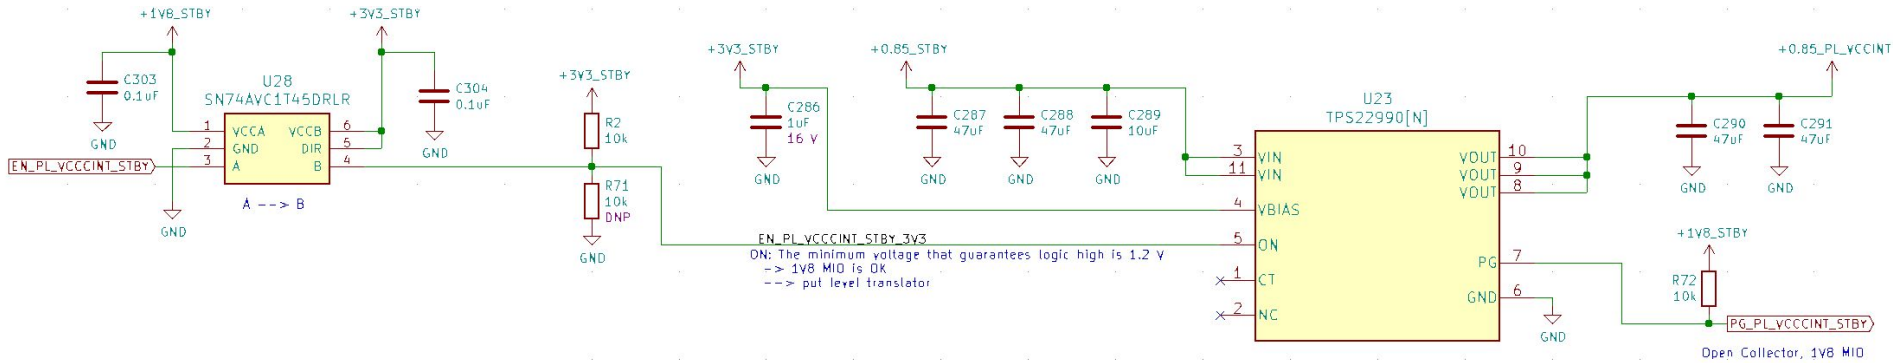 +1V8_STBY
+3V3_STBY
C303
0.1uF
GND
U28
SN74AVC1T45DRLR
C304
0.1uF
GND
1 VCCA VCCB 6
2 GND DIR 5
3 A B 4
EN_PL_VCCCINT_STBY
A --> B
GND
+3V3_STBY
R2
10k
R71
10k
DNP
GND
+3V3_STBY
C286
1uF
16 V
GND
+0.85_STBY
C287
47uF
GND
C288
47uF
GND
C289
10uF
GND
EN_PL_VCCCINT_STBY_3V3
ON: The minimum voltage that guarantees logic high is 1.2 V
-> 1V8 MIO is OK
--> put level translator
U23
TPS22990[N]
3 VIN VOUT 10
11 VIN VOUT 9
VOUT 8
4 VBIAS
5 ON
PG 7
1 CT
GND 6
2 NC
GND
+0.85_PL_VCCINT
C290
47uF
GND
C291
47uF
GND
+1V8_STBY
R72
10k
PG_PL_VCCCINT_STBY
Open Collector, 1V8 MIO